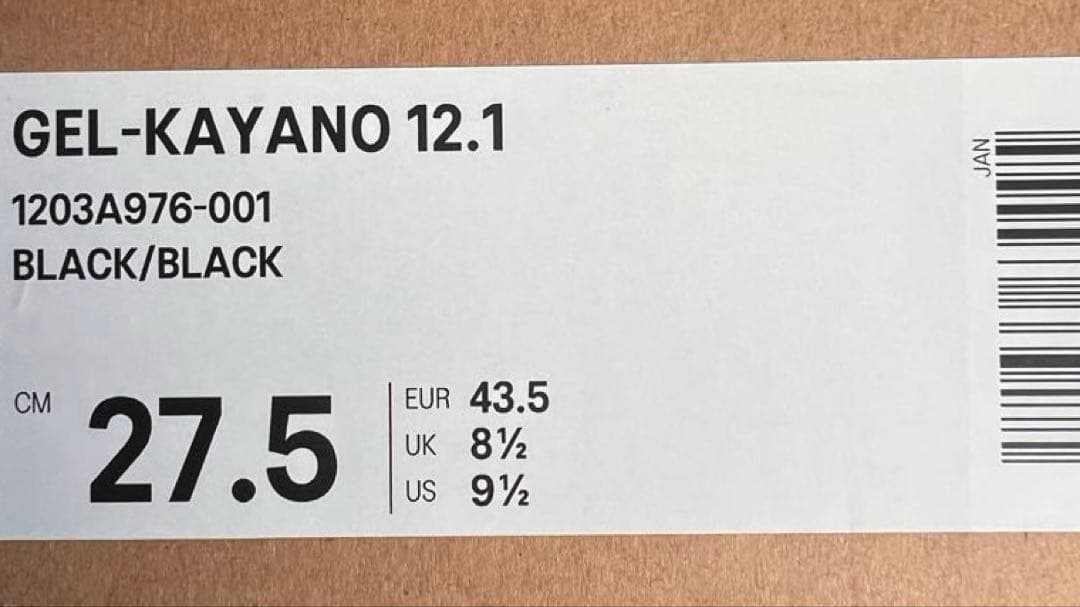 GEL-KAYANO 12.1
1203A976-001
BLACK/BLACK
CM 27.5
EUR 43.5
UK 8½
US 9½
JAN